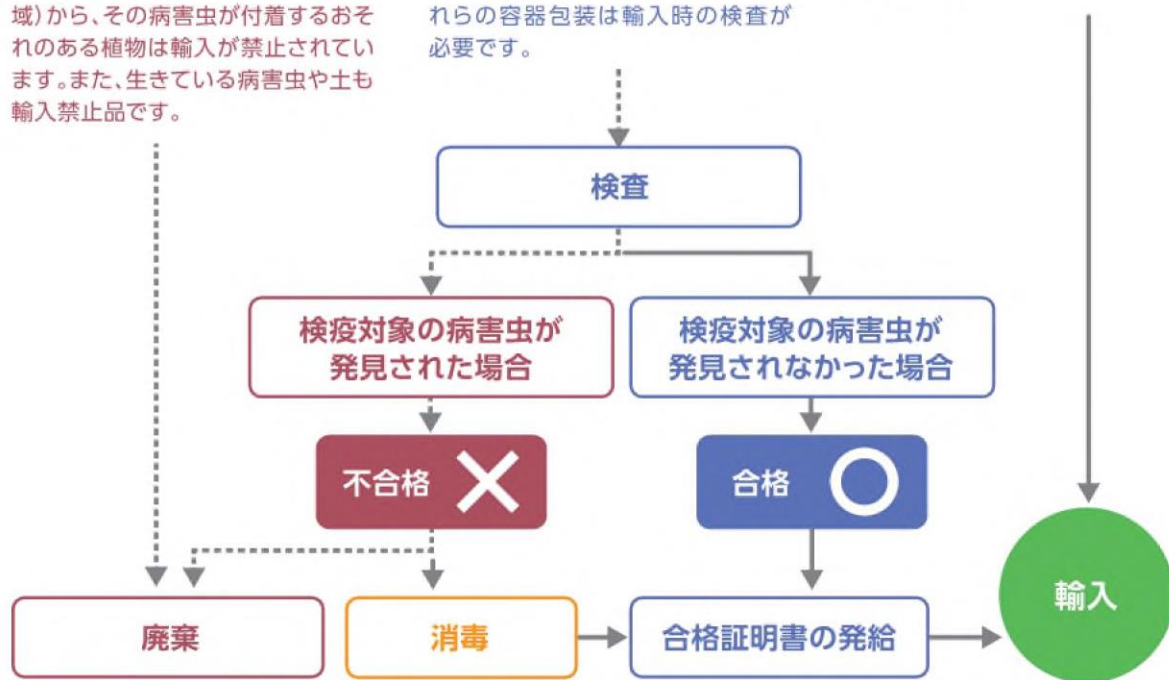 域)から、その病害虫が付着するおそ
れのある植物は輸入が禁止されてい
ます。また、生きている病害虫や土も
輸入禁止品です。
れらの容器包装は輸入時の検査が
必要です。
検査
検疫対象の病害虫が
発見された場合
検疫対象の病害虫が
発見されなかった場合
不合格
合格
廃棄
消毒
合格証明書の発給
輸入